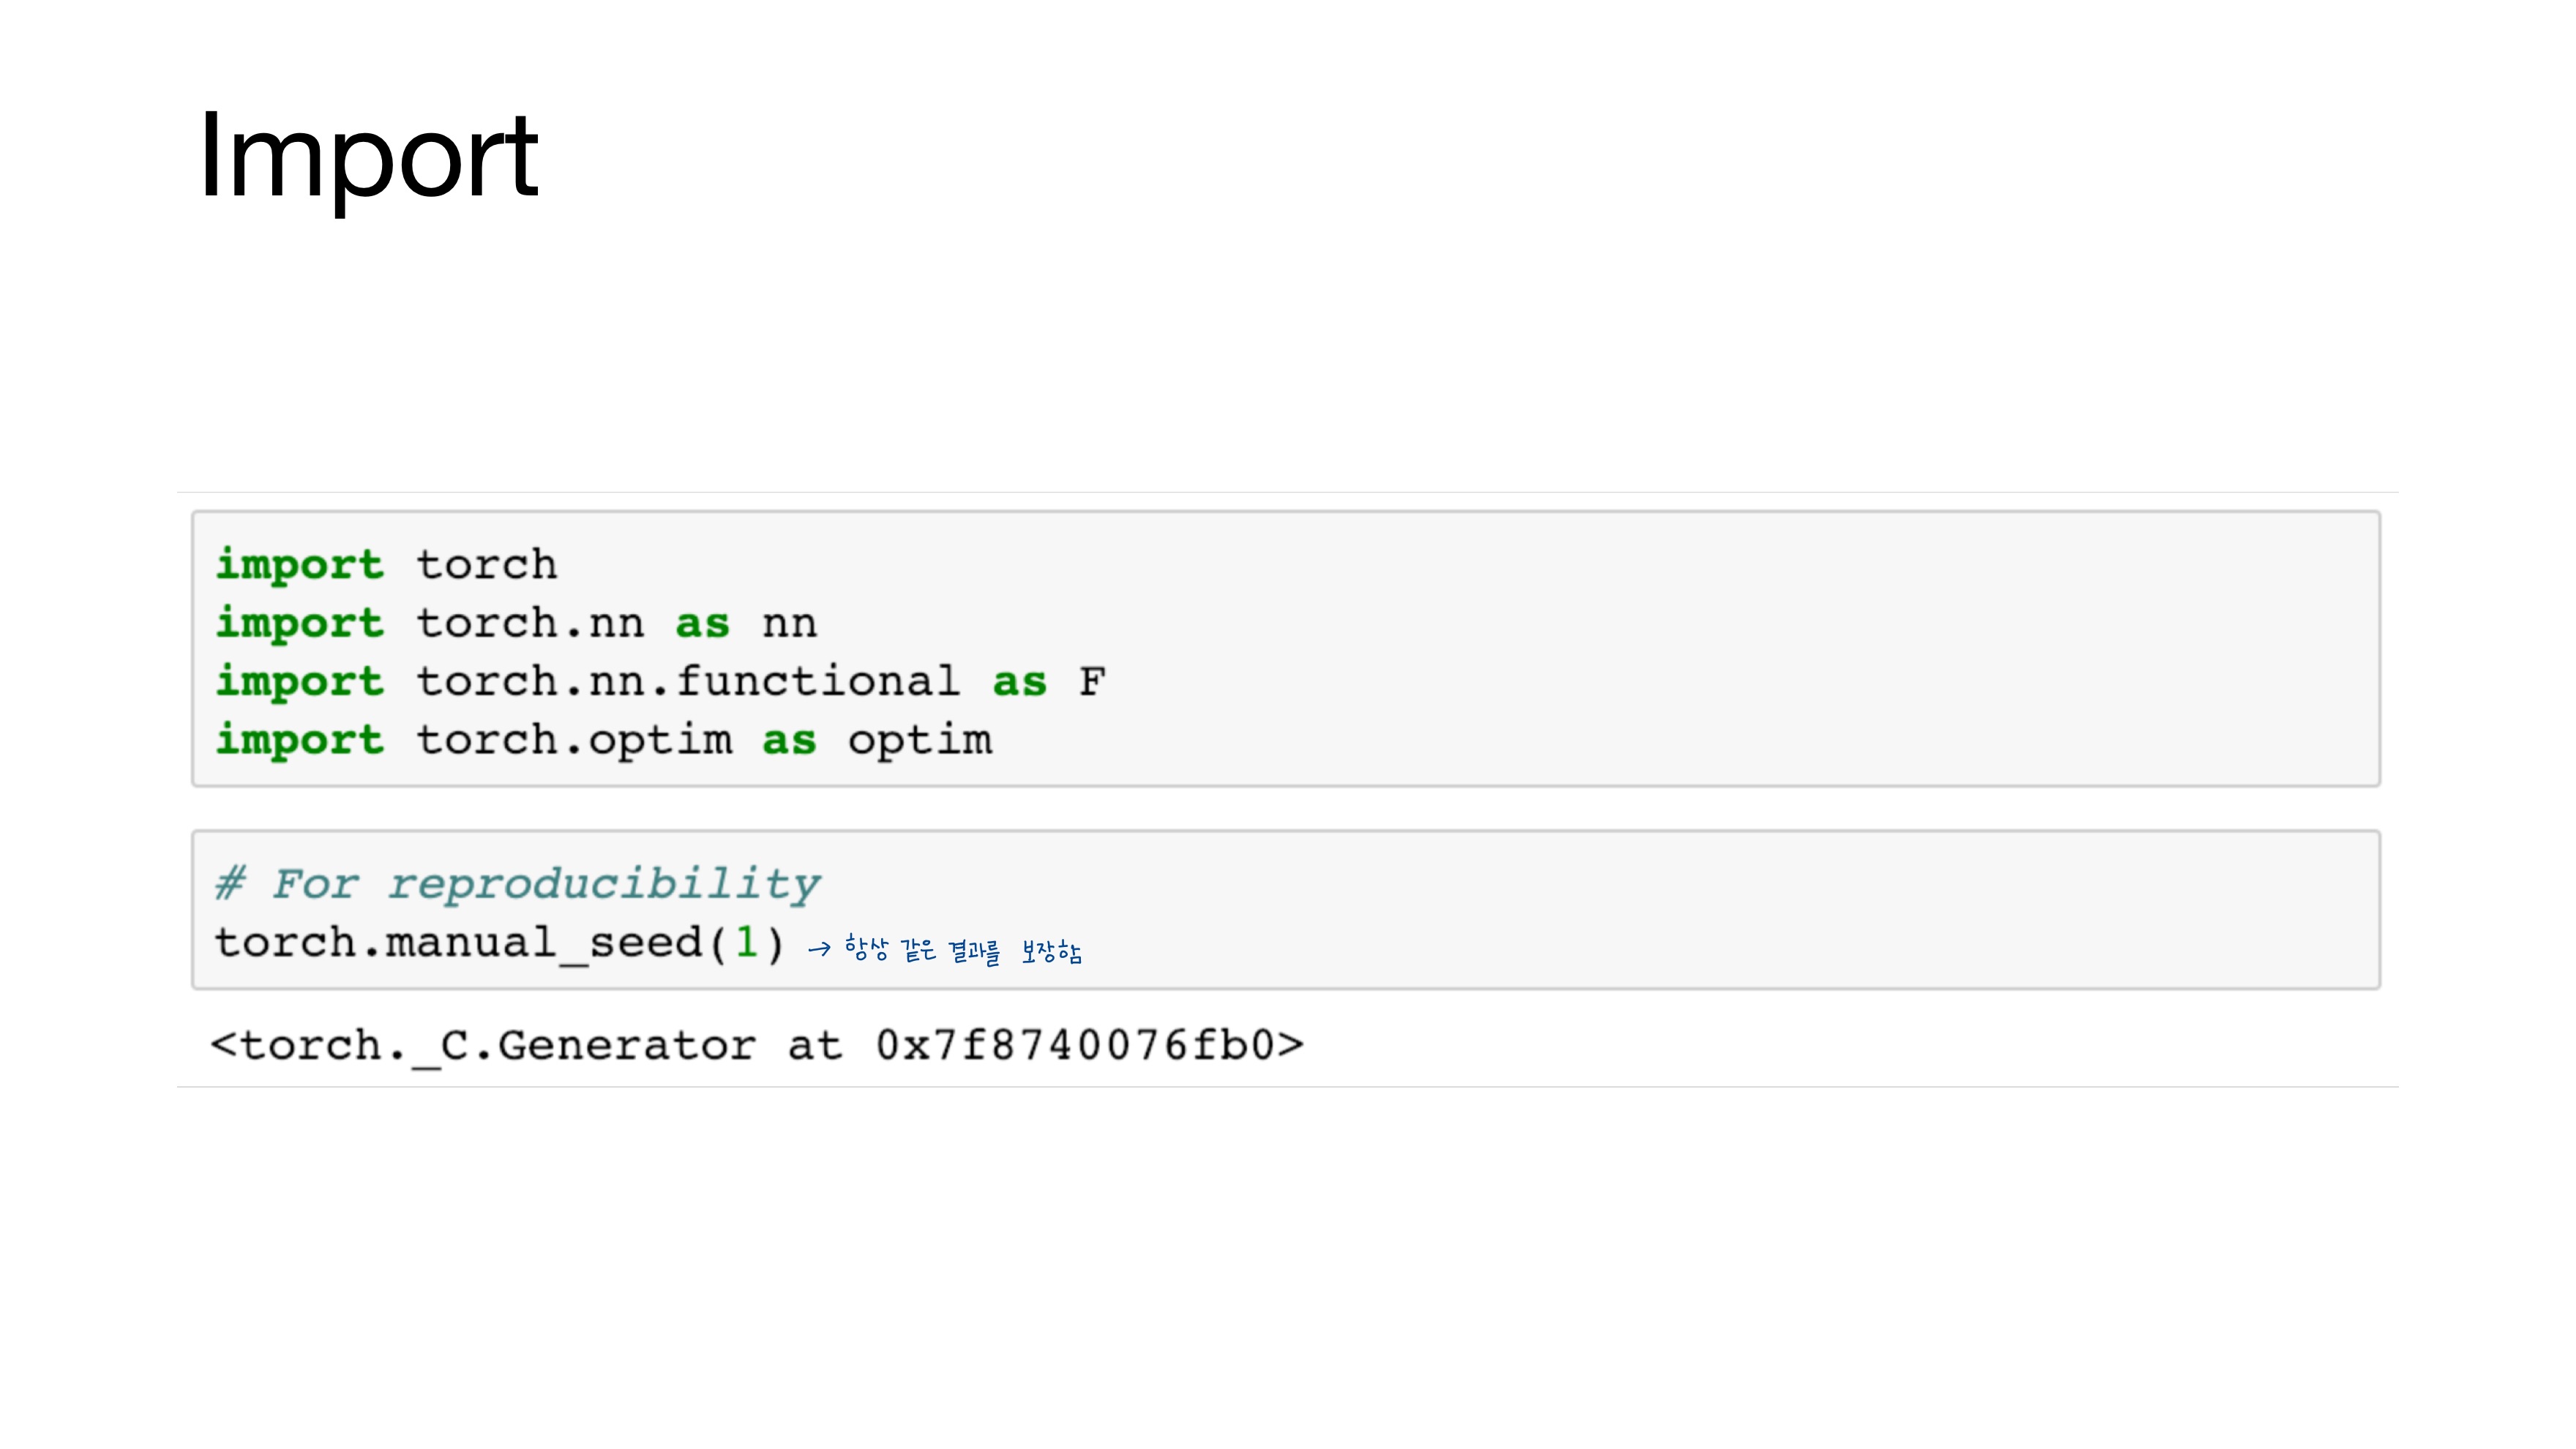 Import
import torch
import torch.nn as nn
import torch.nn.functional as F
import torch.optim as optim
# For reproducibility
torch.manual_seed(1) → 항상 같은 결과를 보장함
<torch._C.Generator at 0x7f8740076fb0>